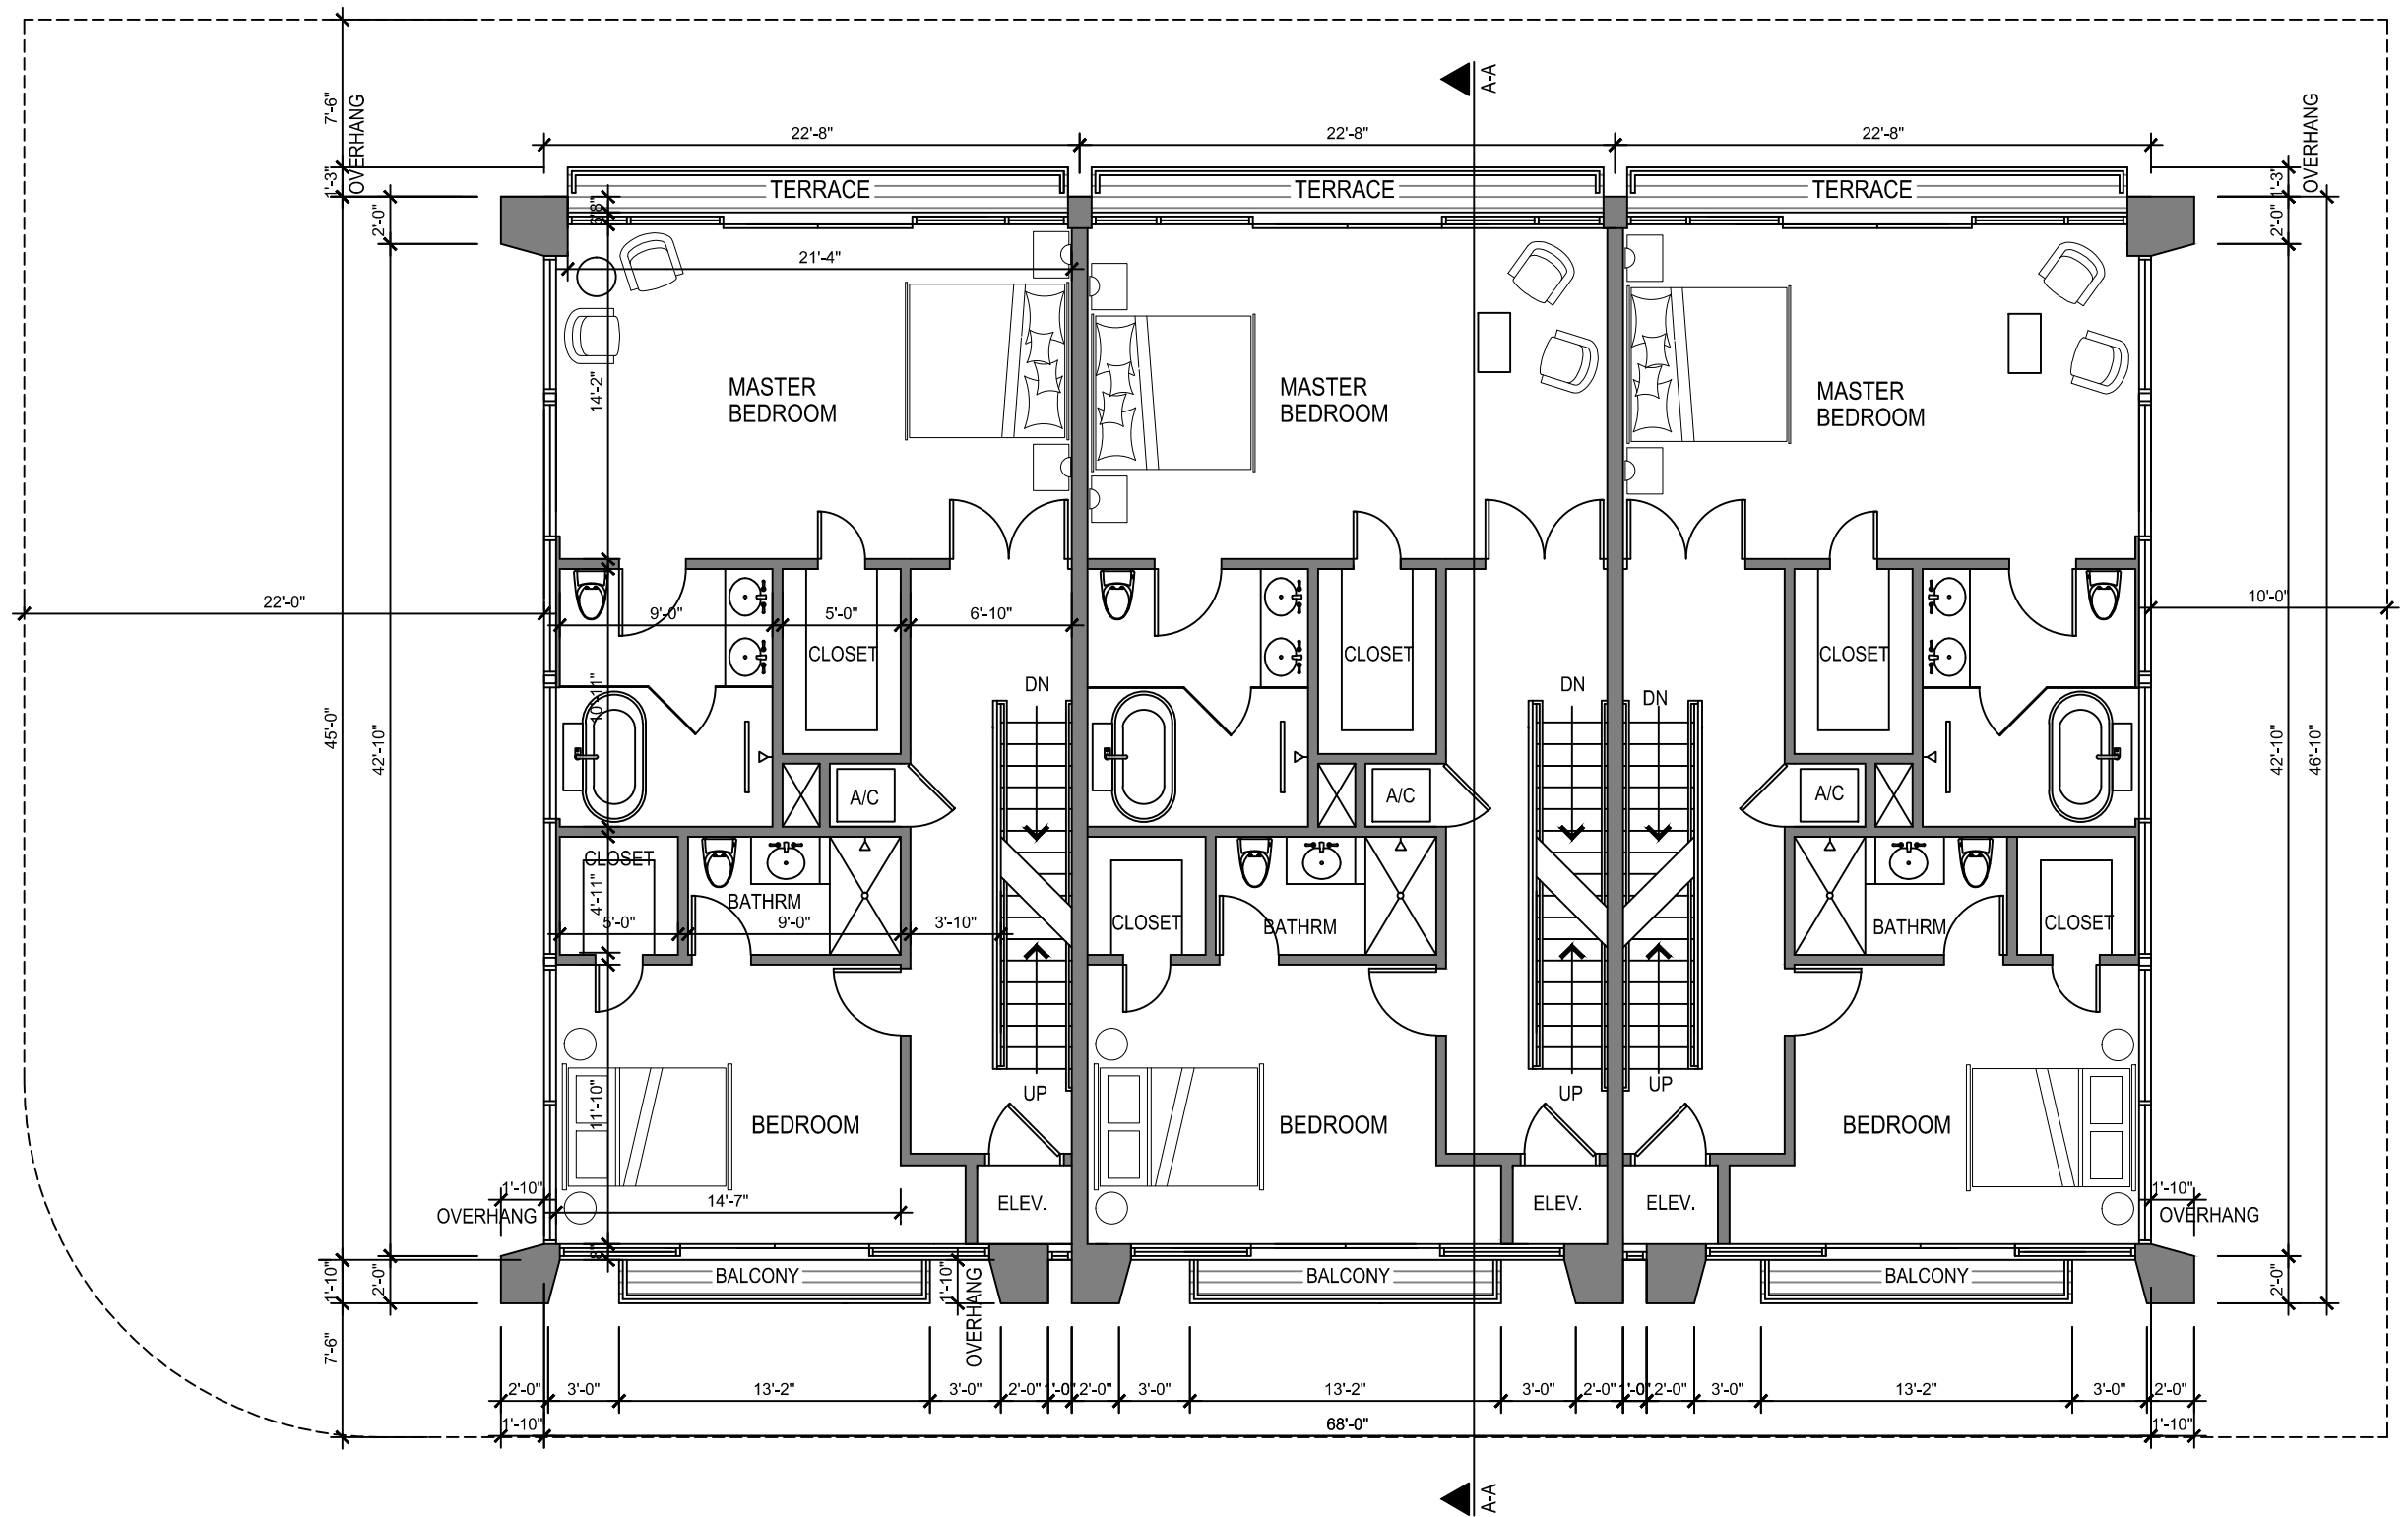 A-A
7'-6"
OVERHANG
OVERHANG
22'-8"
22'-8"
22'-8"
1'-3"
TERRACE
TERRACE
TERRACE
1'-3"
2'-0"
2'-0"
21'-4"
14'-2"
MASTER
BEDROOM
MASTER
BEDROOM
MASTER
BEDROOM
22'-0"
9'-0"
5'-0"
6'-10"
10'-0"
CLOSET
CLOSET
CLOSET
DN
DN
DN
10'-11"
45'-0"
42'-10"
42'-10"
46'-10"
A/C
A/C
A/C
CLOSET
4'-11"
BATHRM
5'-0"
9'-0"
3'-10"
CLOSET
BATHRM
BATHRM
CLOSET
UP
UP
UP
11'-10"
BEDROOM
BEDROOM
BEDROOM
1'-10"
OVERHANG
14'-7"
ELEV.
ELEV.
ELEV.
1'-10"
OVERHANG
1'-10"
2'-0"
BALCONY
1'-10"
OVERHANG
BALCONY
BALCONY
2'-0"
7'-6"
2'-0"
3'-0"
13'-2"
3'-0"
2'-0"
1'-0"
2'-0"
3'-0"
13'-2"
3'-0"
2'-0"
1'-0"
2'-0"
3'-0"
13'-2"
3'-0"
2'-0"
1'-10"
68'-0"
1'-10"
A-A